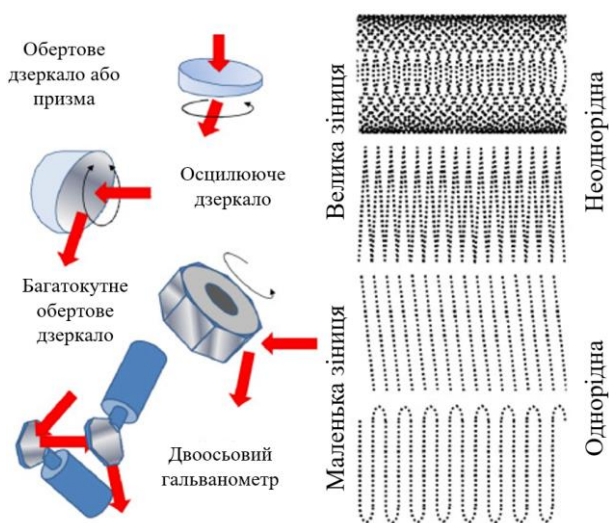 Обертове
дзеркало або
призма
Осцилююче
дзеркало
Багатокутне
обертове
дзеркало
Двоосьовий
гальванометр
Велика зіниця
Маленька зіниця
Неоднорідна
Однорідна